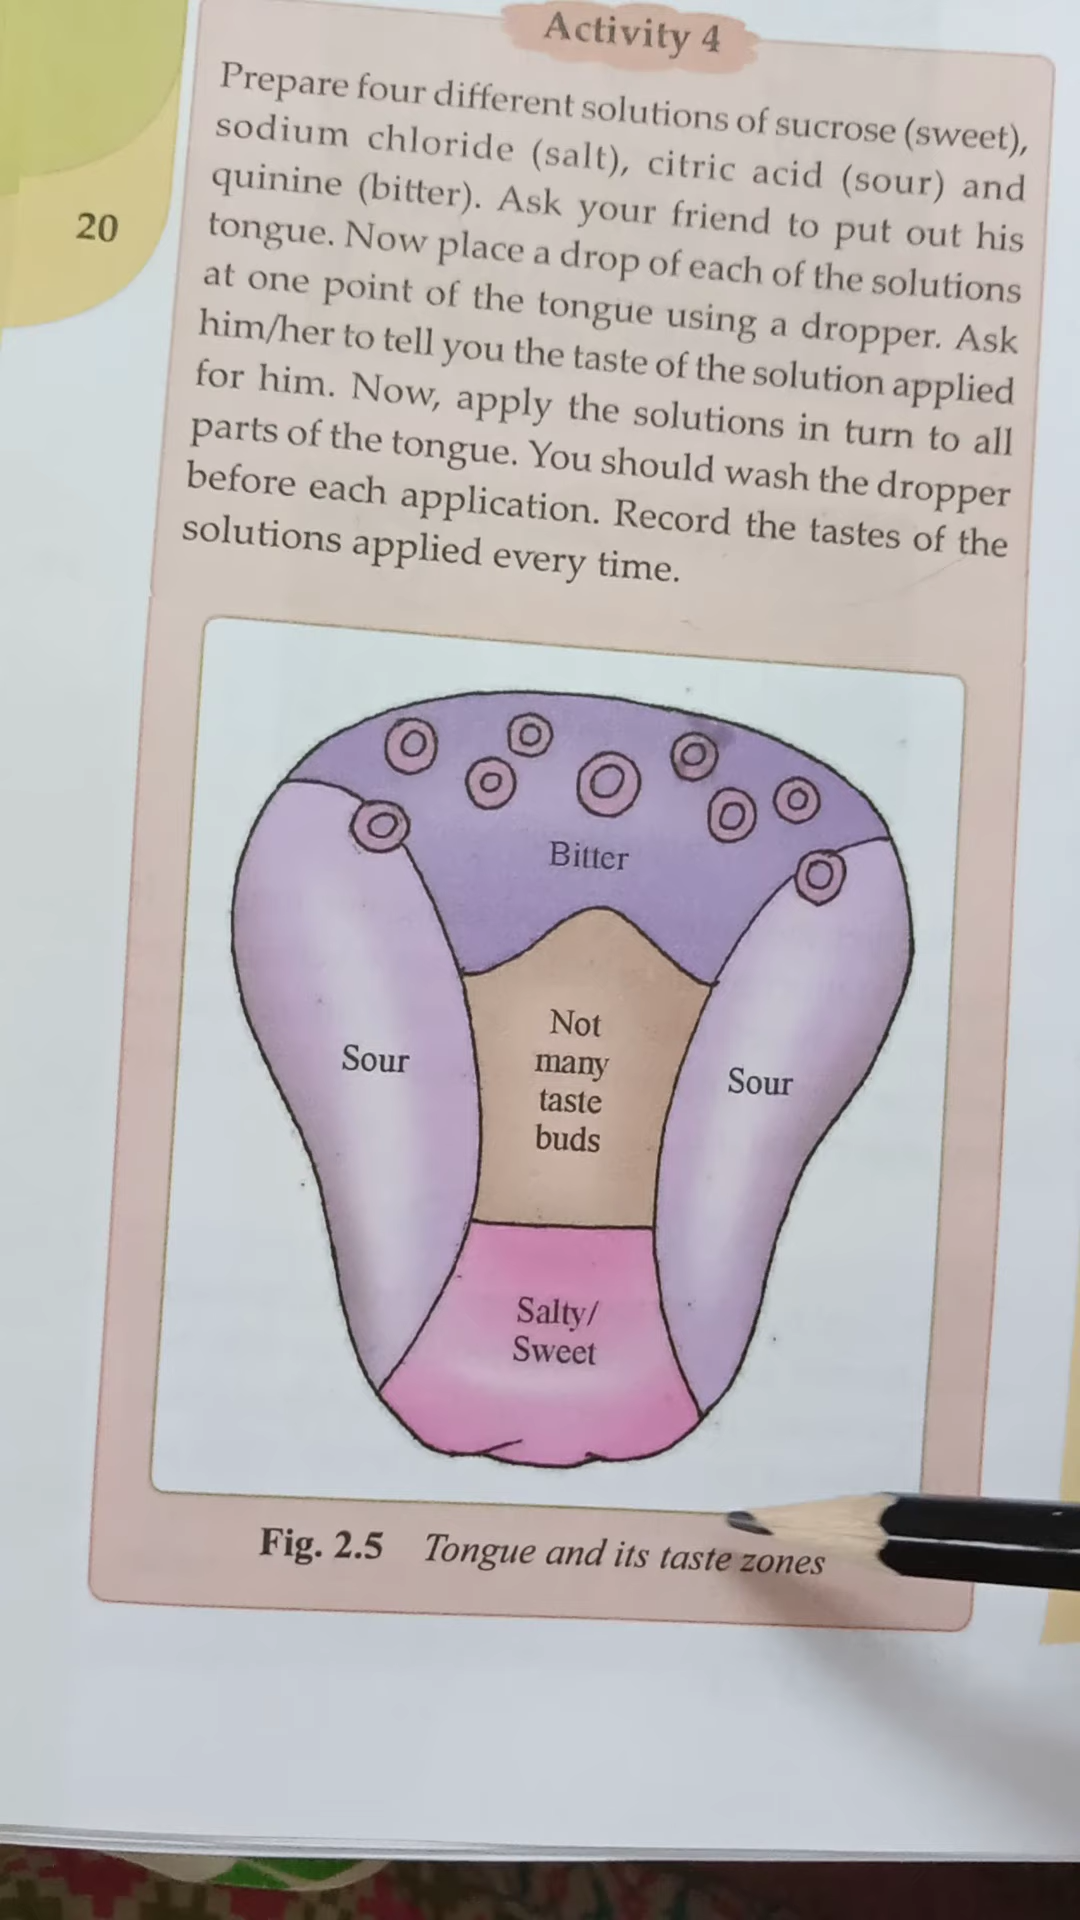 Activity 4
Prepare four different solutions of sucrose (sweet),
sodium chloride (salt), citric acid (sour) and
quinine (bitter). Ask your friend to put out his
tongue. Now place a drop of each of the solutions
at one point of the tongue using a dropper. Ask
him/her to tell you the taste of the solution applied
for him. Now, apply the solutions in turn to all
parts of the tongue. You should wash the dropper
before each application. Record the tastes of the
solutions applied every time.
20
Bitter
Not
many
taste
buds
Sour
Sour
Salty/
Sweet
Fig. 2.5 Tongue and its taste zones